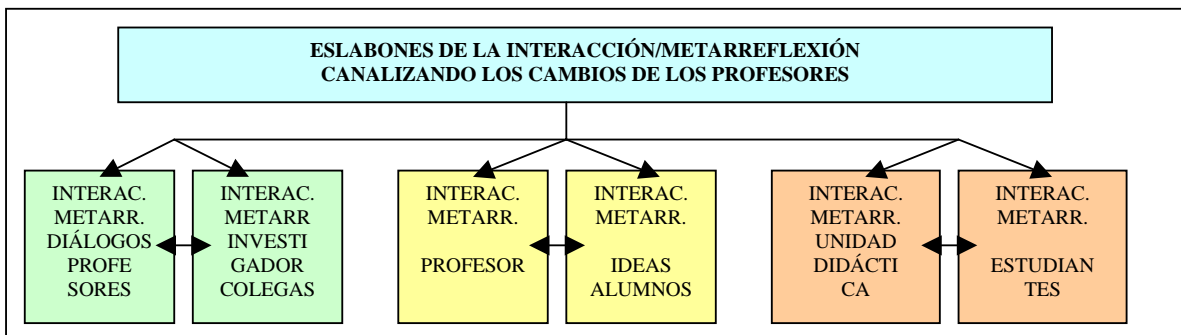 ESLABONES DE LA INTERACCIÓN/METARREFLEXIÓN
CANALIZANDO LOS CAMBIOS DE LOS PROFESORES
INTERAC.
METARR.
DIÁLOGOS
PROFE
SORES
INTERAC.
METARR
INVESTI
GADOR
COLEGAS
INTERAC.
METARR.
PROFESOR
INTERAC.
METARR.
IDEAS
ALUMNOS
INTERAC.
METARR.
UNIDAD
DIDÁCTI
CA
INTERAC.
METARR.
ESTUDIAN
TES